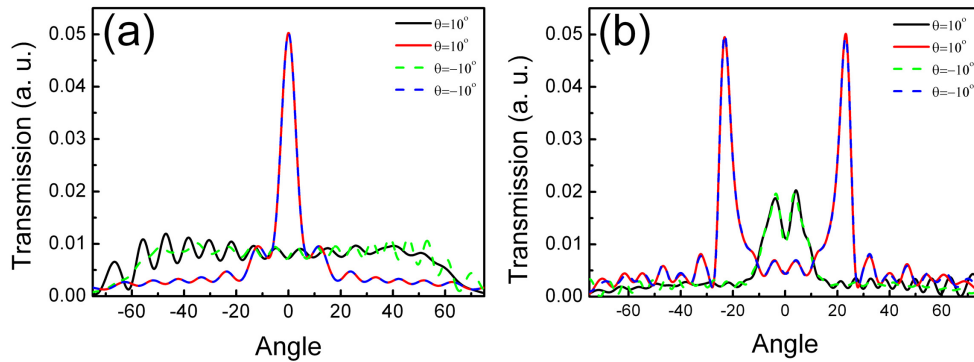 (a)
θ=10°
θ=10°
θ=−10°
θ=−10°
0.05
0.04
0.03
0.02
0.01
0.00
Transmission (a. u.)
-60 -40 -20 0 20 40 60
Angle
(b)
θ=10°
θ=10°
θ=−10°
θ=−10°
0.05
0.04
0.03
0.02
0.01
0.00
Transmission (a. u.)
-60 -40 -20 0 20 40 60
Angle